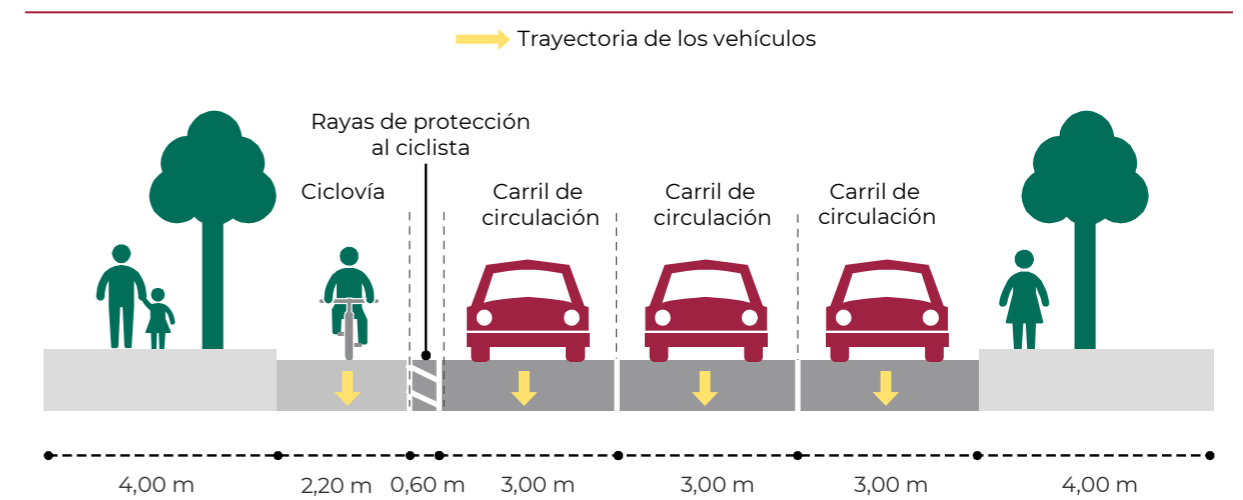 Trayectoria de los vehículos
Rayas de protección
al ciclista
Ciclovía
Carril de
circulación
Carril de
circulación
Carril de
circulación
4,00 m
2,20 m
0,60 m
3,00 m
3,00 m
3,00 m
4,00 m